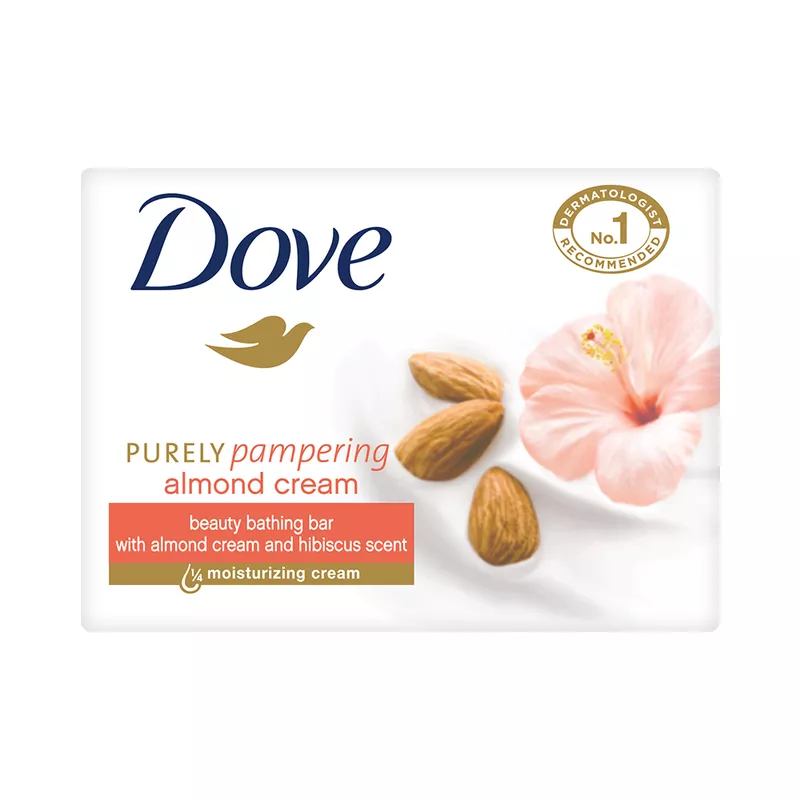 Dove
DERMATOLOGIST
No.1
RECOMMENDED
PURELY pampering
almond cream
beauty bathing bar
with almond cream and hibiscus scent
¼ moisturizing cream